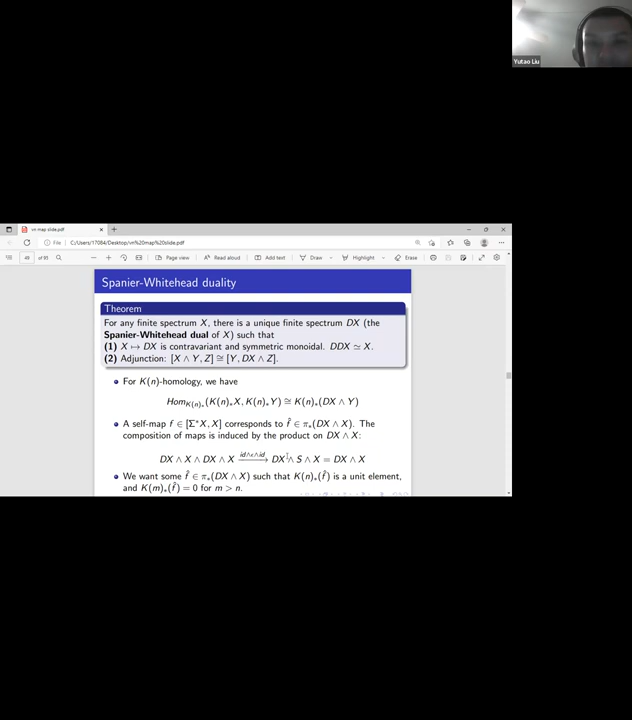 Yutao Liu
vn map slide.pdf
File | C:/Users/17084/Desktop/vn%20map%20slide.pdf
48 of 95
Page view
Read aloud
Add text
Draw
Highlight
Erase
Spanier-Whitehead duality
Theorem
For any finite spectrum X, there is a unique finite spectrum DX (the
Spanier-Whitehead dual of X) such that
(1) X ↦ DX is contravariant and symmetric monoidal. DDX ≃ X.
(2) Adjunction: [X ∧ Y, Z] ≅ [Y, DX ∧ Z].
For K(n)-homology, we have
Hom_{K(n)_*}(K(n)_*X, K(n)_*Y) ≅ K(n)_*(DX ∧ Y)
A self-map f ∈ [Σ*X, X] corresponds to f̂ ∈ π_*(DX ∧ X). The
composition of maps is induced by the product on DX ∧ X:
DX ∧ X ∧ DX ∧ X id∧e∧id→ DX ∧ S ∧ X = DX ∧ X
We want some f̂ ∈ π_*(DX ∧ X) such that K(n)_*(f̂) is a unit element,
and K(m)_*(f̂) = 0 for m > n.